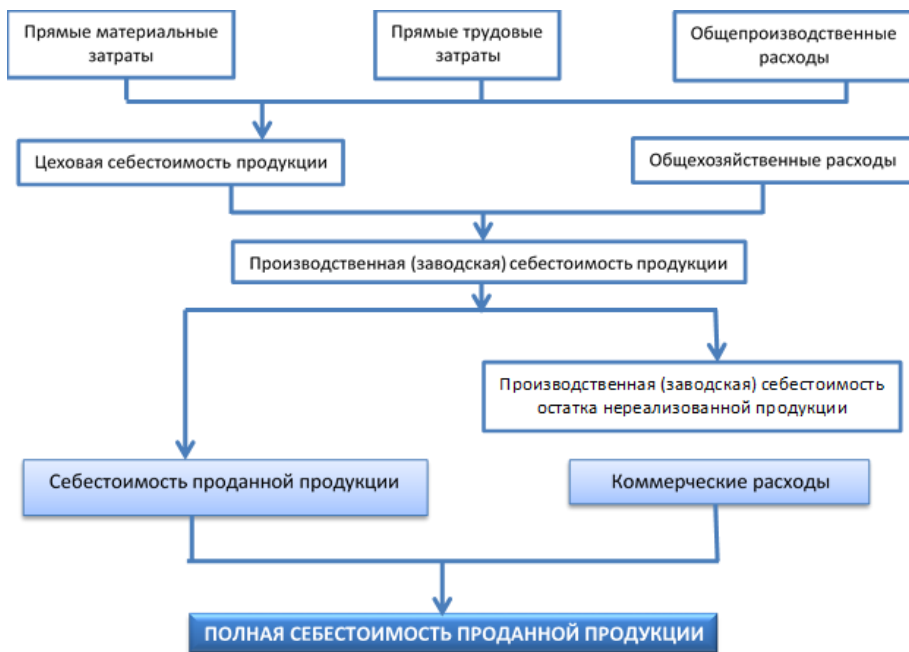 Прямые материальные
затраты
Прямые трудовые
затраты
Общепроизводственные
расходы
Цеховая себестоимость продукции
Общехозяйственные расходы
Производственная (заводская) себестоимость продукции
Производственная (заводская) себестоимость
остатка нереализованной продукции
Себестоимость проданной продукции
Коммерческие расходы
ПОЛНАЯ СЕБЕСТОИМОСТЬ ПРОДАННОЙ ПРОДУКЦИИ